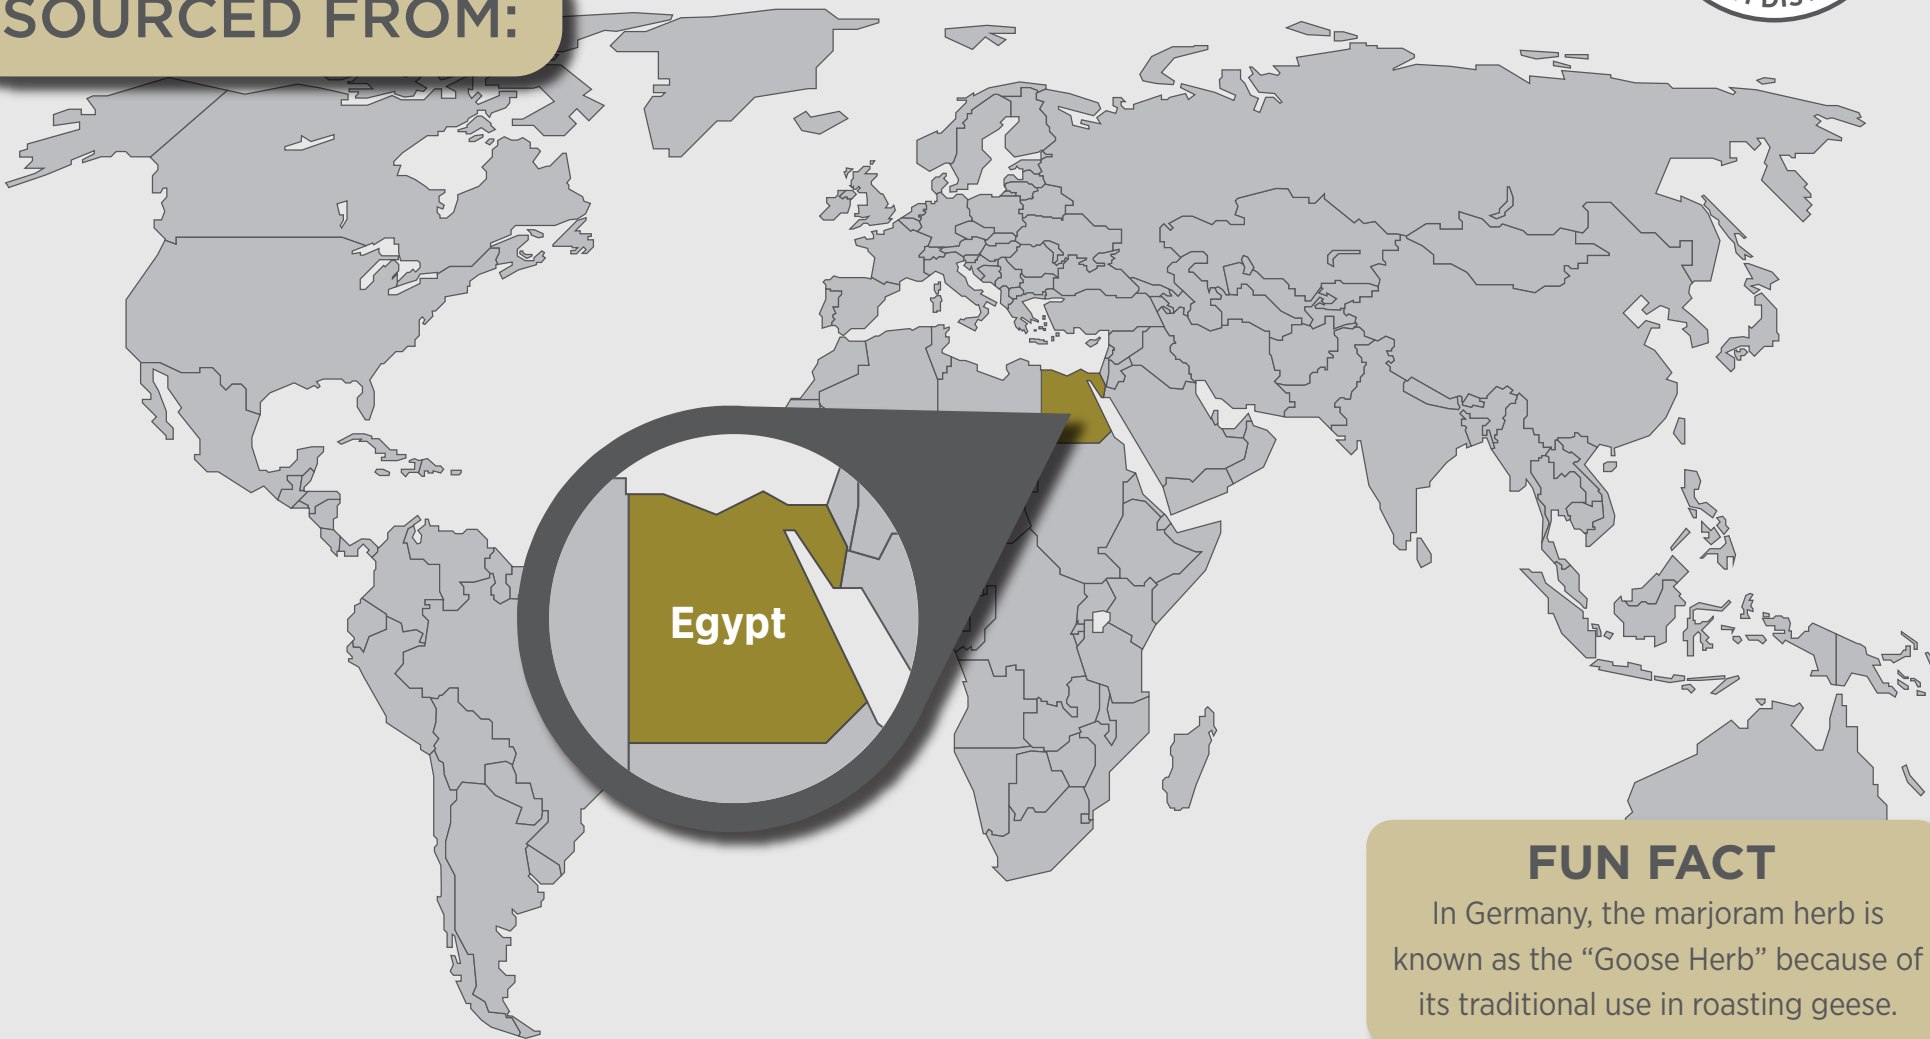 SOURCED FROM:
Egypt
FUN FACT
In Germany, the marjoram herb is
known as the “Goose Herb” because of
its traditional use in roasting geese.